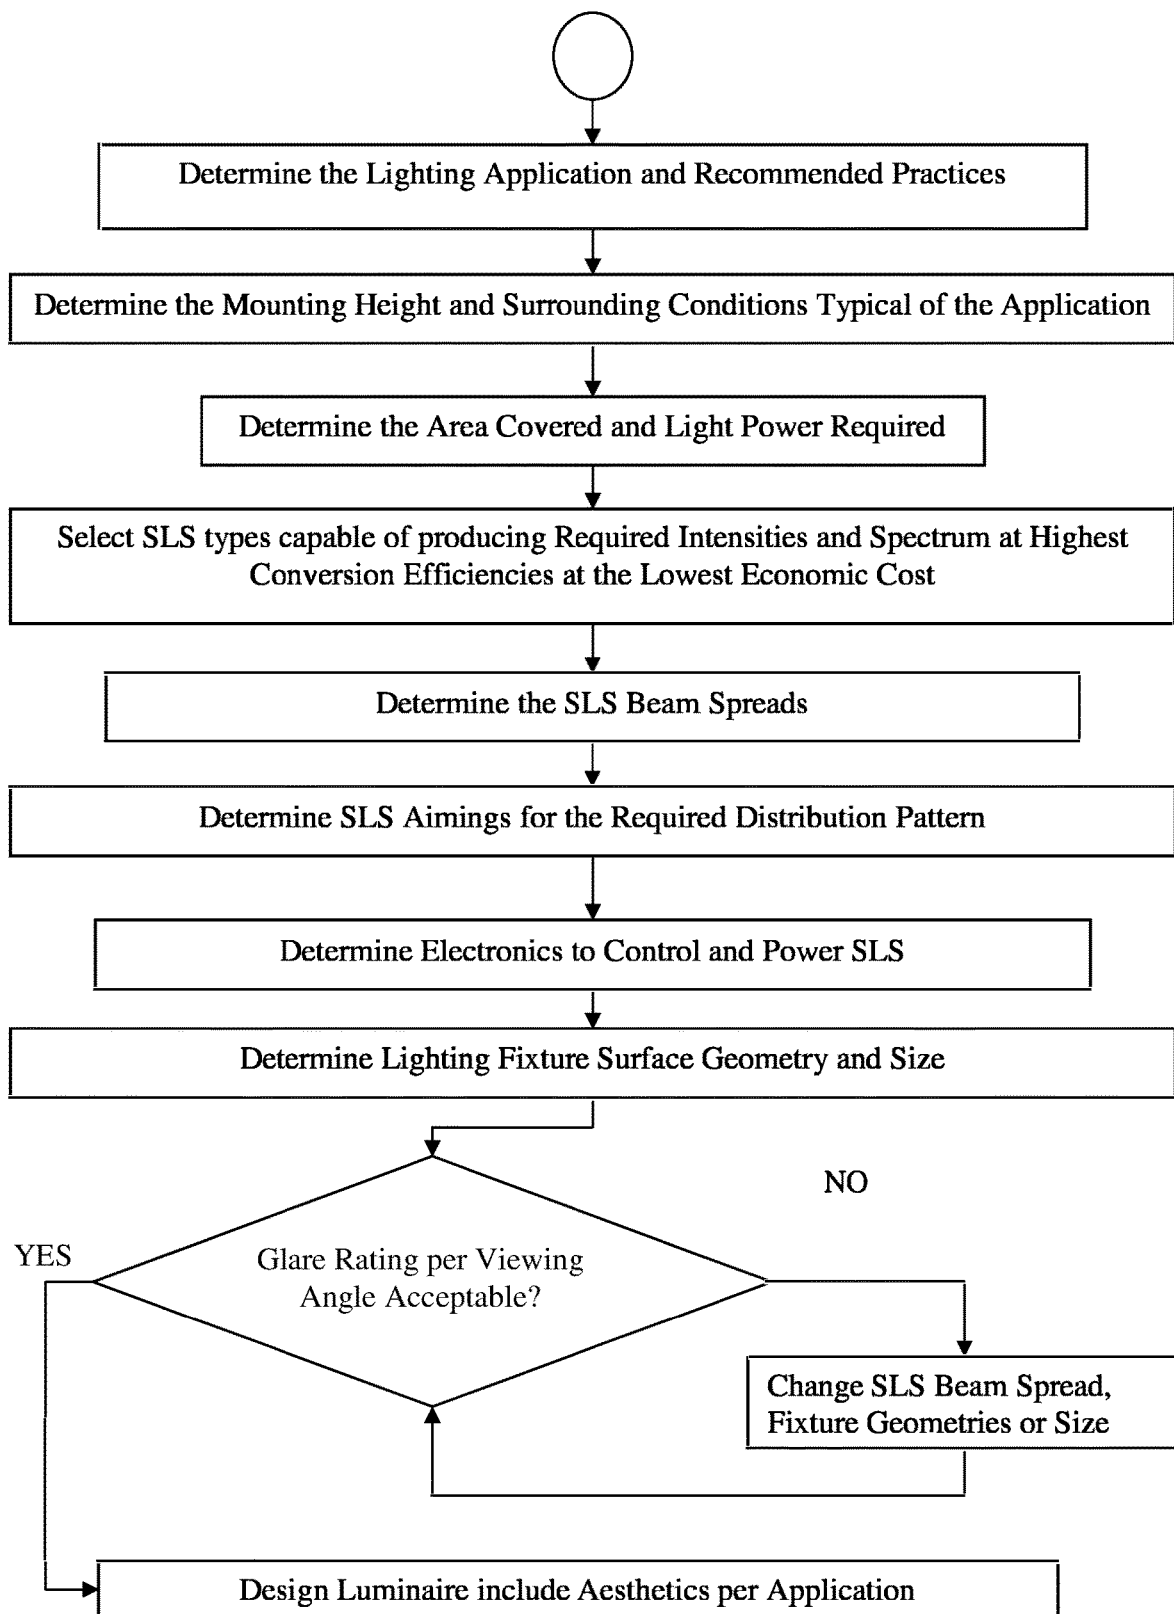 Determine the Lighting Application and Recommended Practices
Determine the Mounting Height and Surrounding Conditions Typical of the Application
Determine the Area Covered and Light Power Required
Select SLS types capable of producing Required Intensities and Spectrum at Highest
Conversion Efficiencies at the Lowest Economic Cost
Determine the SLS Beam Spreads
Determine SLS Aimings for the Required Distribution Pattern
Determine Electronics to Control and Power SLS
Determine Lighting Fixture Surface Geometry and Size
NO
YES
Glare Rating per Viewing
Angle Acceptable?
Change SLS Beam Spread,
Fixture Geometries or Size
Design Luminaire include Aesthetics per Application